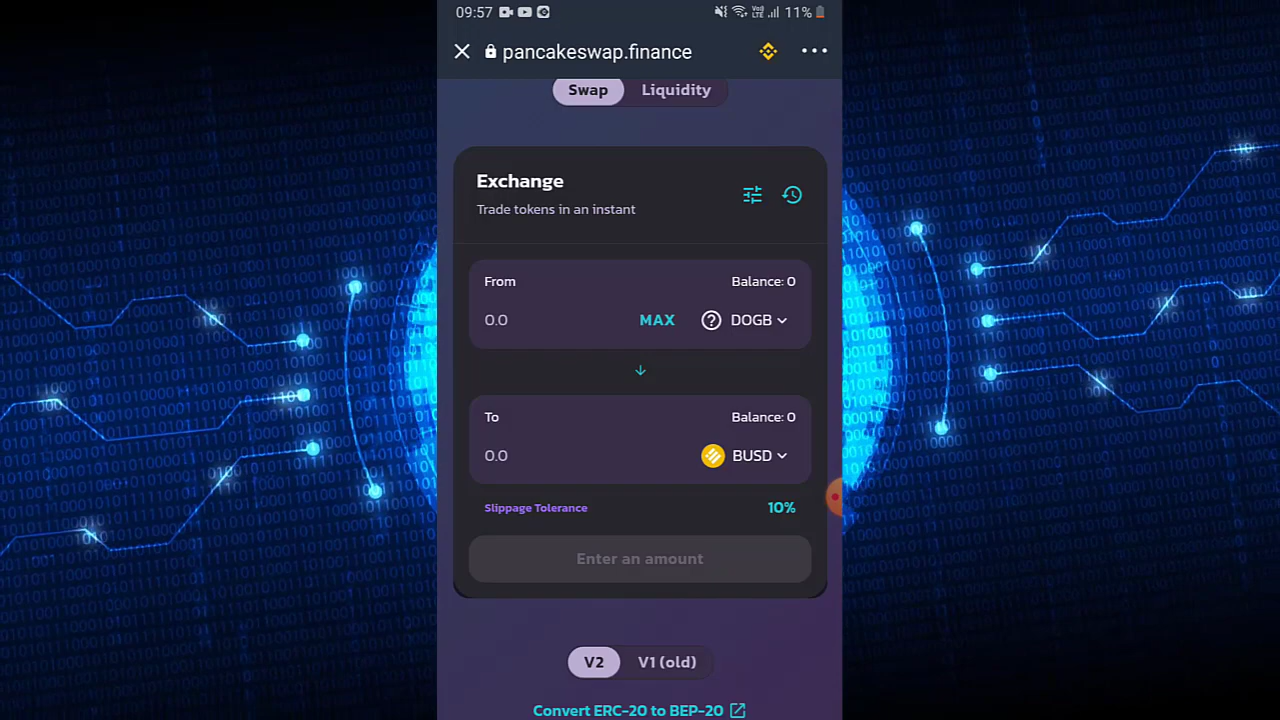 09:57 11%
pancakeswap.finance
Swap Liquidity
Exchange
Trade tokens in an instant
From Balance: 0
0.0 MAX ? DOGB
To Balance: 0
0.0 BUSD
Slippage Tolerance 10%
Enter an amount
V2 V1 (old)
Convert ERC-20 to BEP-20